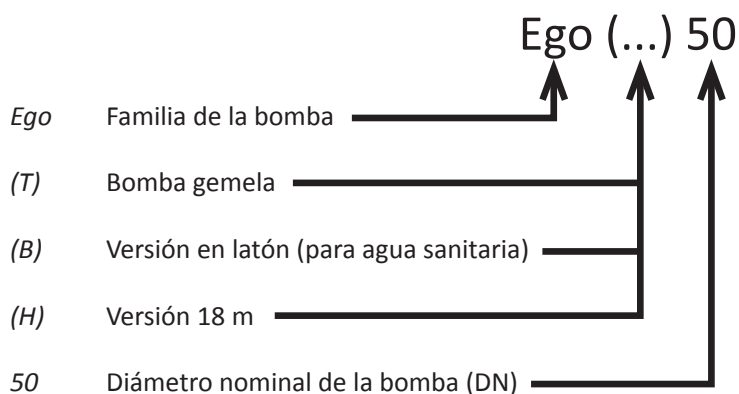 Ego (...) 50
Ego Familia de la bomba
(T) Bomba gemela
(B) Versión en latón (para agua sanitaria)
(H) Versión 18 m
50 Diámetro nominal de la bomba (DN)